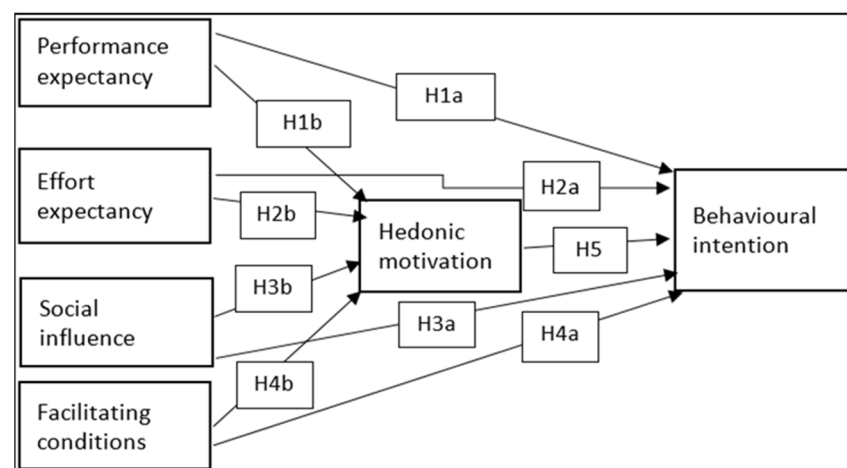 Performance
expectancy
H1a
H1b
Effort
expectancy
H2a
H2b
Hedonic
motivation
Behavioural
intention
H5
H3b
Social
influence
H3a
H4a
H4b
Facilitating
conditions